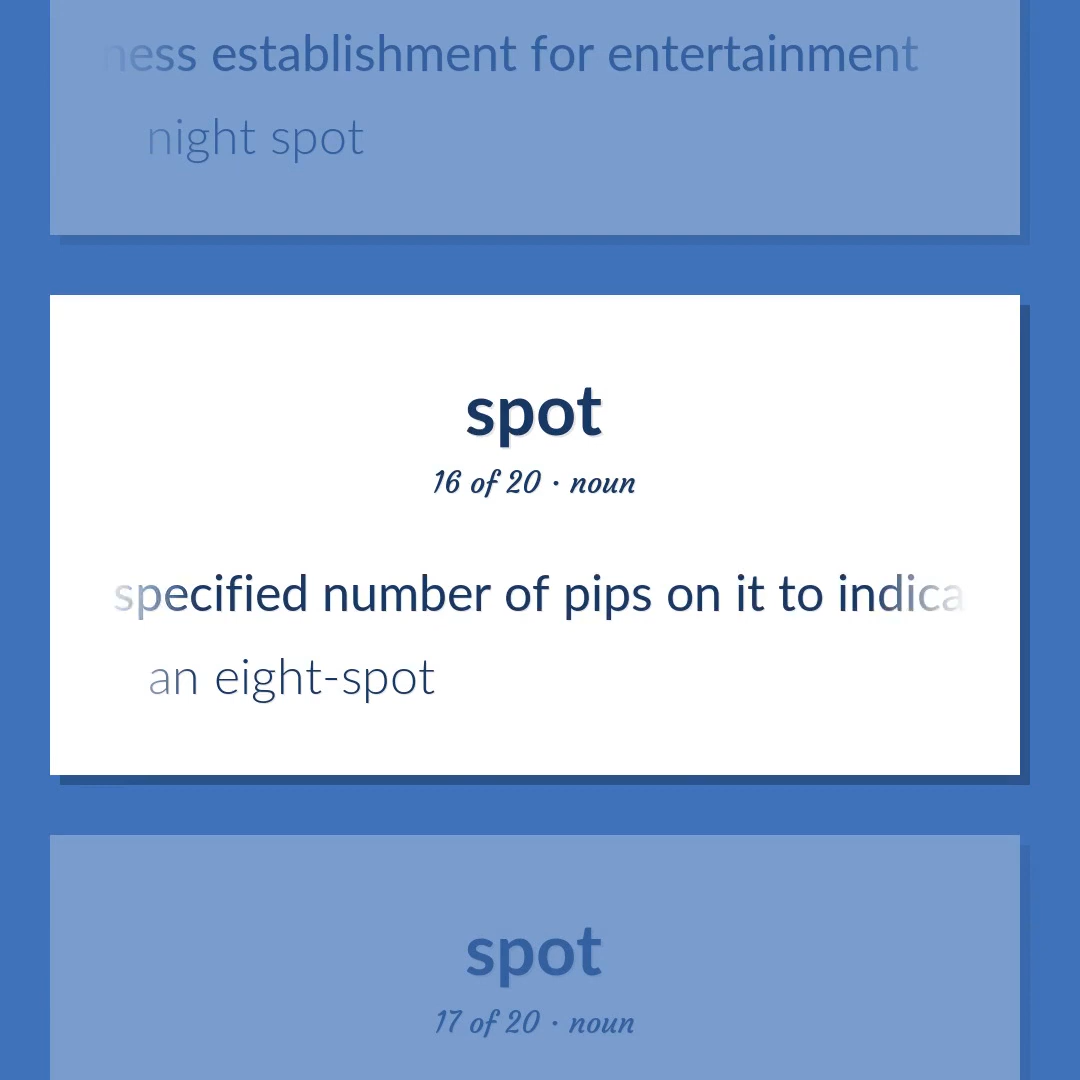 ness establishment for entertainment
night spot
spot
16 of 20 · noun
specified number of pips on it to indica
an eight-spot
spot
17 of 20 · noun